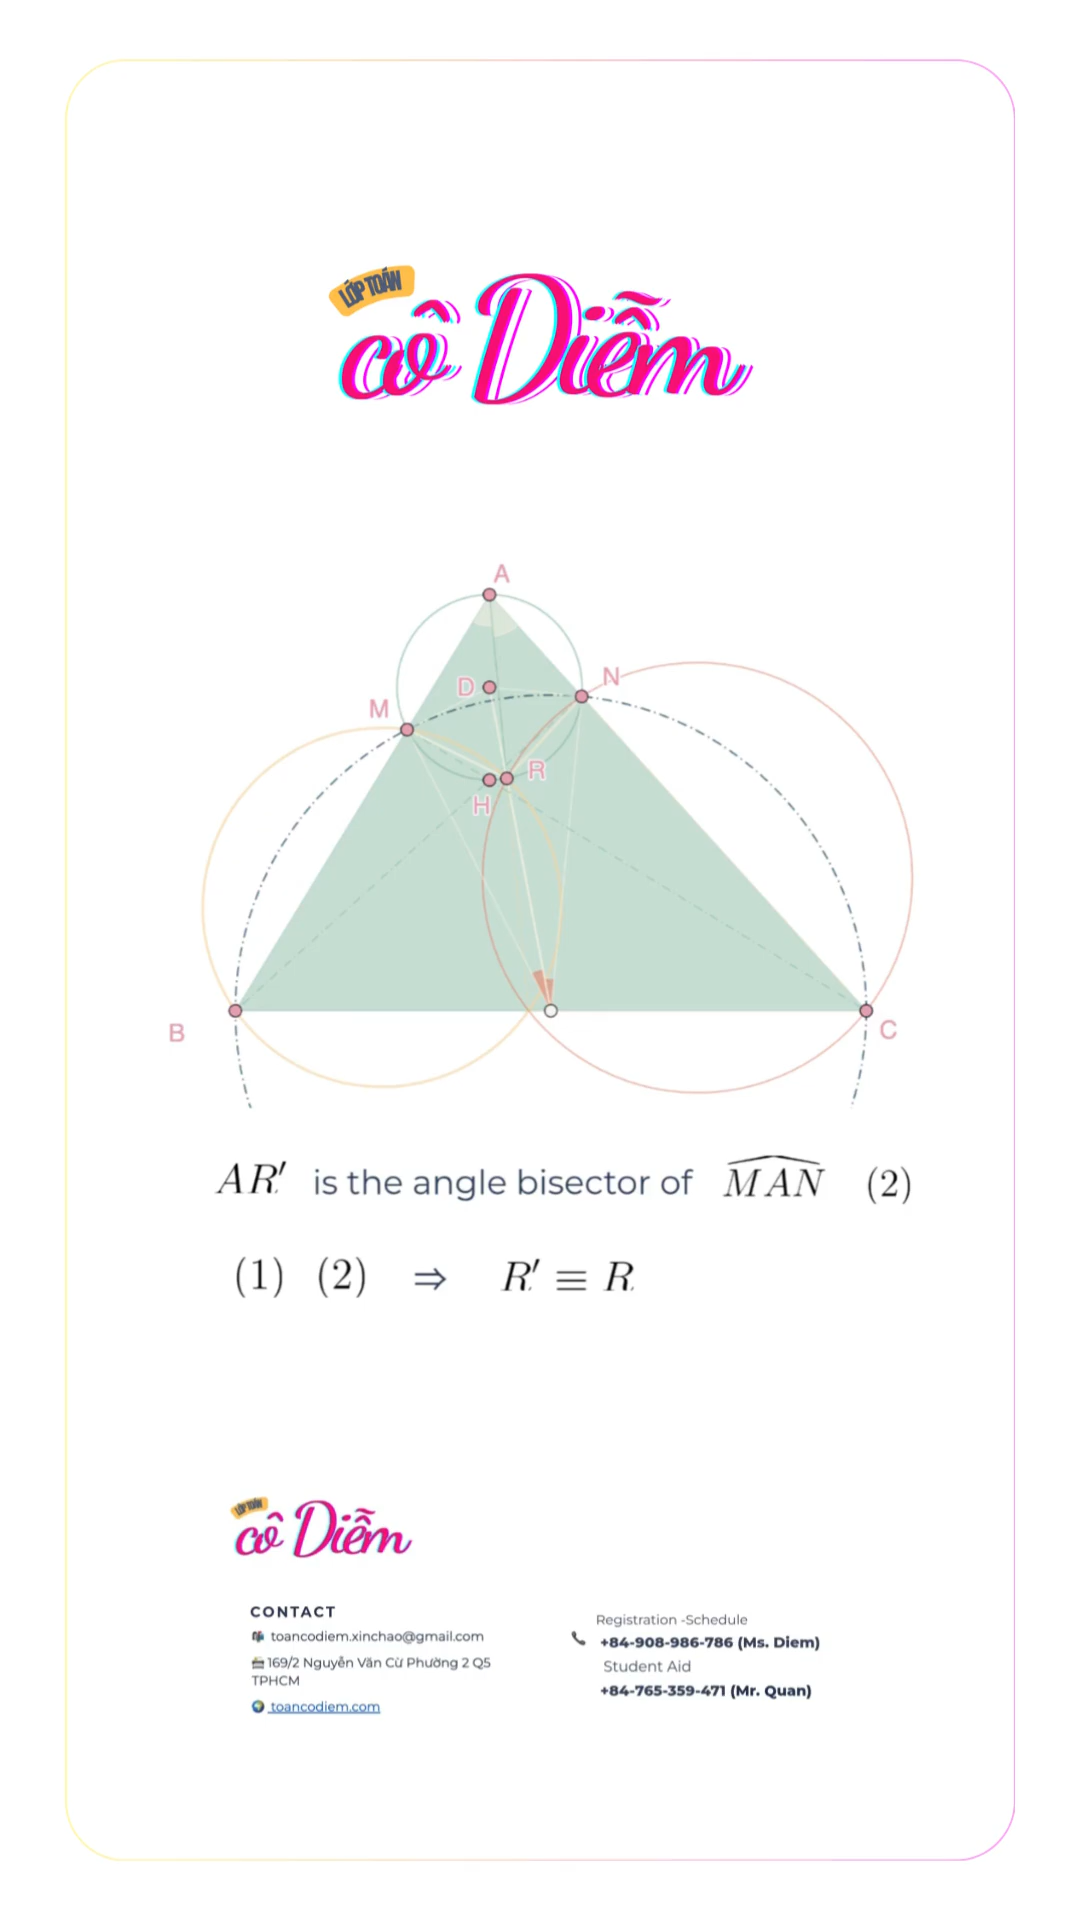 LỚP TOÁN
cô Diễm
A
D
N
M
R
H
B
C
AR′ is the angle bisector of \widehat{MAN} (2)
(1) (2) ⇒ R′ ≡ R
LỚP TOÁN
cô Diễm
CONTACT
toancodiem.xinchao@gmail.com
169/2 Nguyễn Văn Cừ Phường 2 Q5
TPHCM
toancodiem.com
Registration -Schedule
+84-908-986-786 (Ms. Diem)
Student Aid
+84-765-359-471 (Mr. Quan)